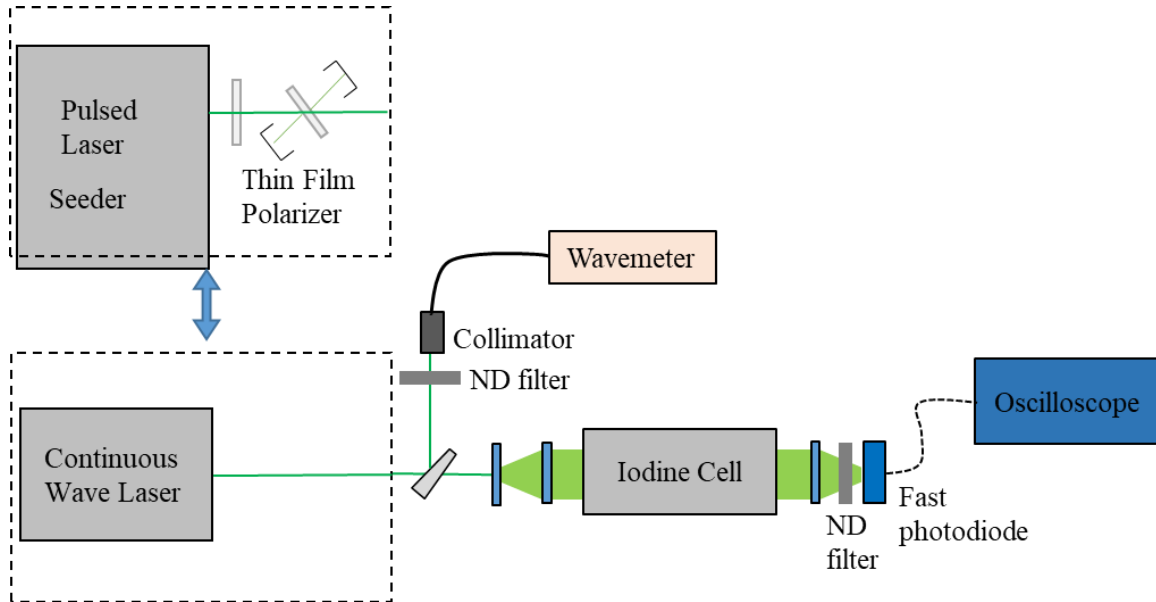 Pulsed
Laser
Seeder
Thin Film
Polarizer
Wavemeter
Collimator
ND filter
Continuous
Wave Laser
Iodine Cell
Oscilloscope
Fast
photodiode
ND
filter